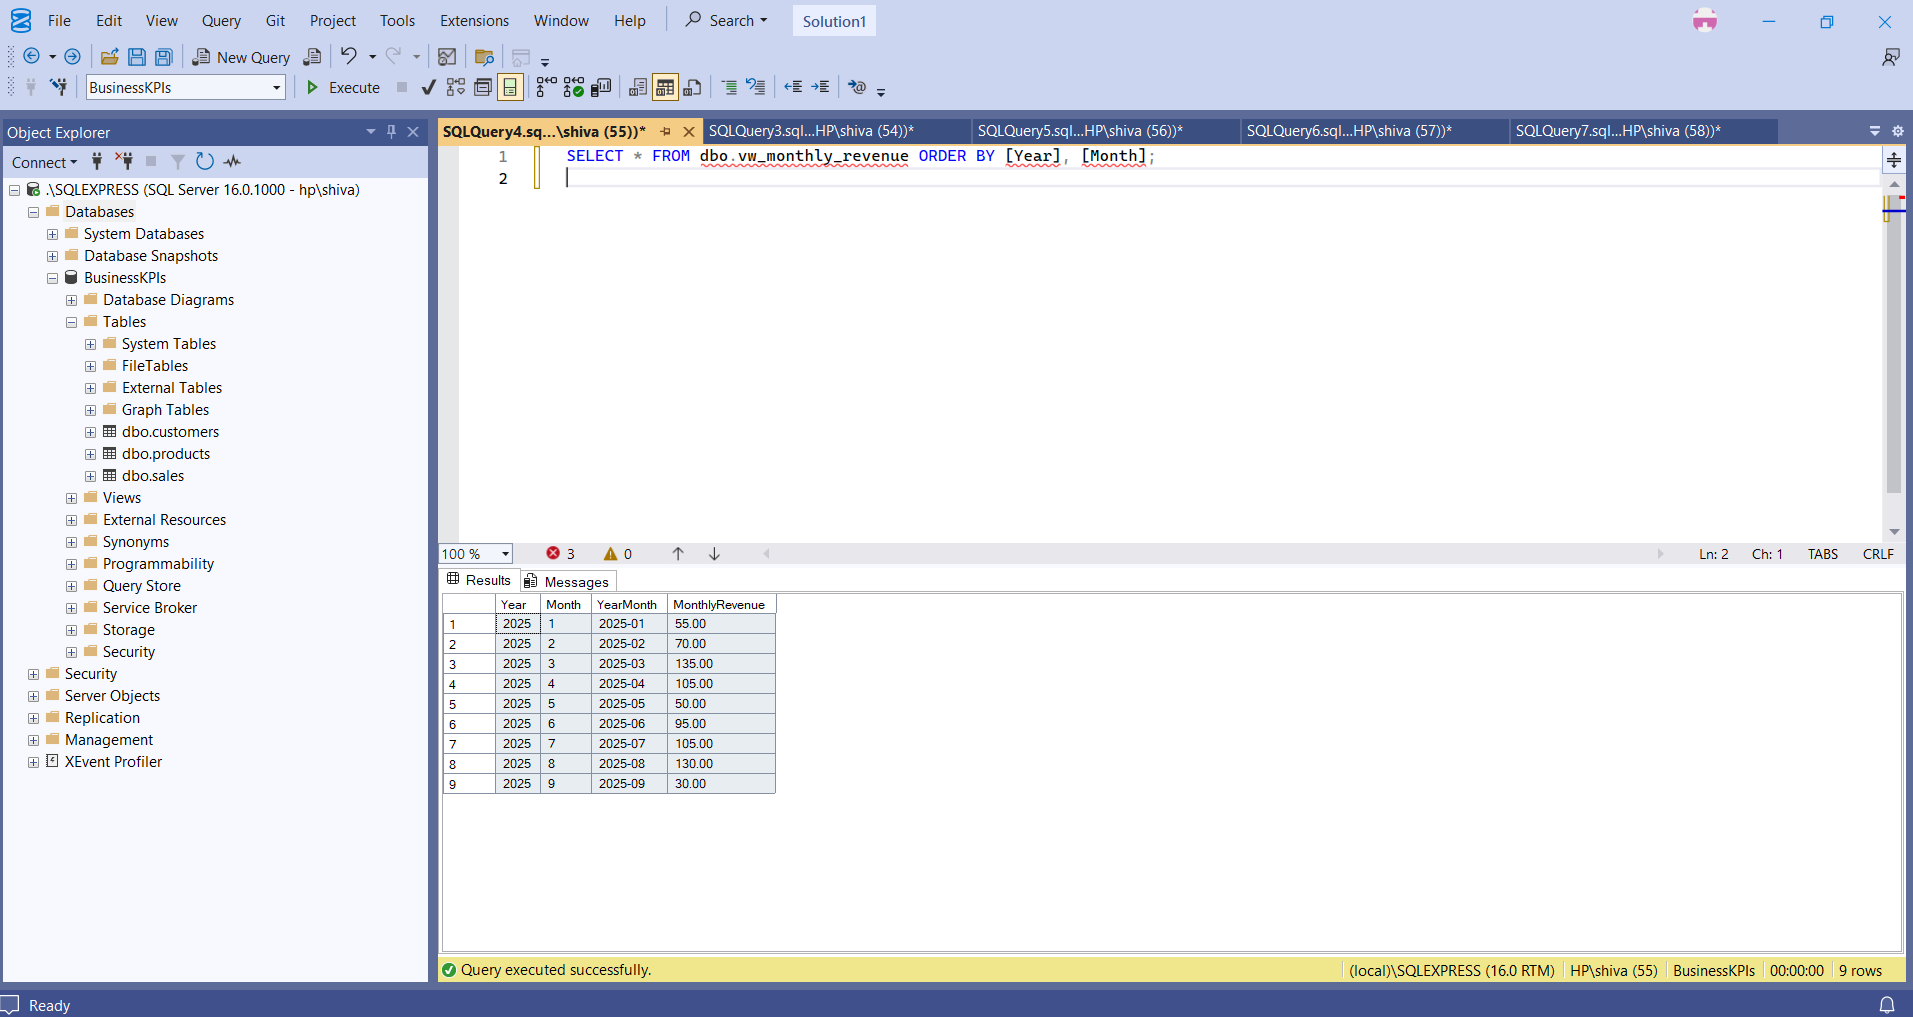 File Edit View Query Git Project Tools Extensions Window Help Search Solution1
New Query
BusinessKPIs Execute
Object Explorer
Connect
.\SQLEXPRESS (SQL Server 16.0.1000 - hp\shiva)
Databases
System Databases
Database Snapshots
BusinessKPIs
Database Diagrams
Tables
System Tables
FileTables
External Tables
Graph Tables
dbo.customers
dbo.products
dbo.sales
Views
External Resources
Synonyms
Programmability
Query Store
Service Broker
Storage
Security
Security
Server Objects
Replication
Management
XEvent Profiler
SQLQuery4.sq...\shiva (55))* SQLQuery3.sql...HP\shiva (54))* SQLQuery5.sql...HP\shiva (56))* SQLQuery6.sql...HP\shiva (57))* SQLQuery7.sql...HP\shiva (58))*
1 SELECT * FROM dbo.vw_monthly_revenue ORDER BY [Year], [Month];
2
100 % 3 0 Ln: 2 Ch: 1 TABS CRLF
Results Messages
Year Month YearMonth MonthlyRevenue
1 2025 1 2025-01 55.00
2 2025 2 2025-02 70.00
3 2025 3 2025-03 135.00
4 2025 4 2025-04 105.00
5 2025 5 2025-05 50.00
6 2025 6 2025-06 95.00
7 2025 7 2025-07 105.00
8 2025 8 2025-08 130.00
9 2025 9 2025-09 30.00
Query executed successfully. (local)\SQLEXPRESS (16.0 RTM) HP\shiva (55) BusinessKPIs 00:00:00 9 rows
Ready